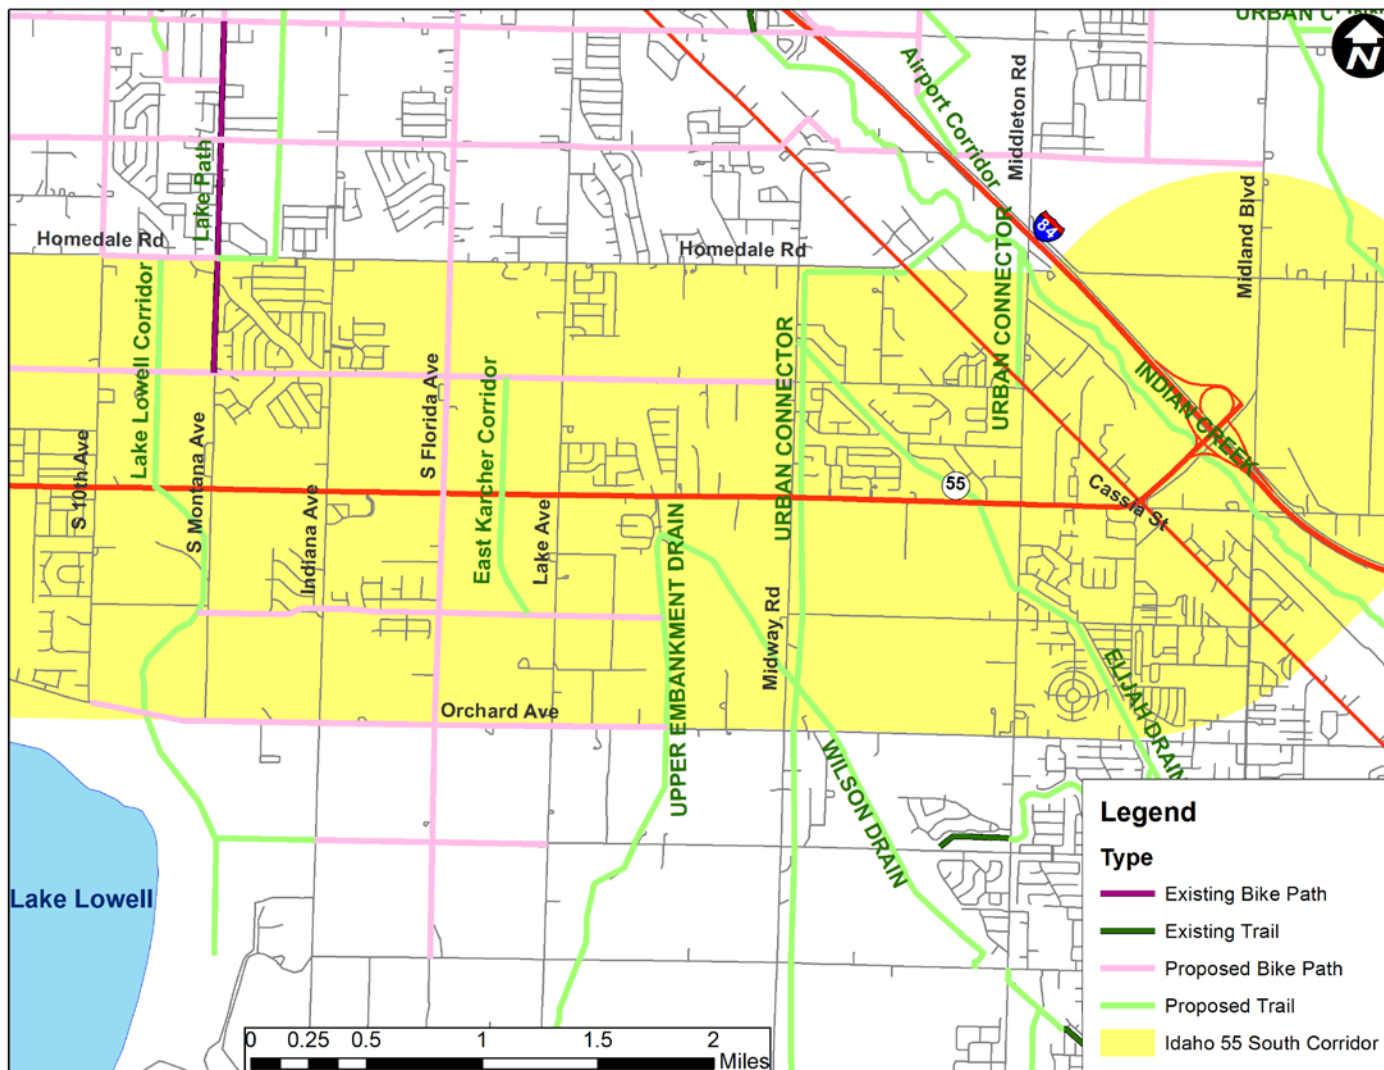 URBAN C
N
Airport Corridor
Middleton Rd
Lake Path
Homedale Rd
Homedale Rd
URBAN CONNECTOR
84
Midland Blvd
Lake Lowell Corridor
S Florida Ave
East Karcher Corridor
URBAN CONNECTOR
INDIAN CREEK
S 10th Ave
S Montana Ave
Indiana Ave
Lake Ave
55
Cassia St
UPPER EMBANKMENT DRAIN
Midway Rd
ELIJAH DRAIN
Orchard Ave
WILSON DRAIN
Lake Lowell
Legend
Type
Existing Bike Path
Existing Trail
Proposed Bike Path
Proposed Trail
Idaho 55 South Corridor
0 0.25 0.5 1 1.5 2
Miles